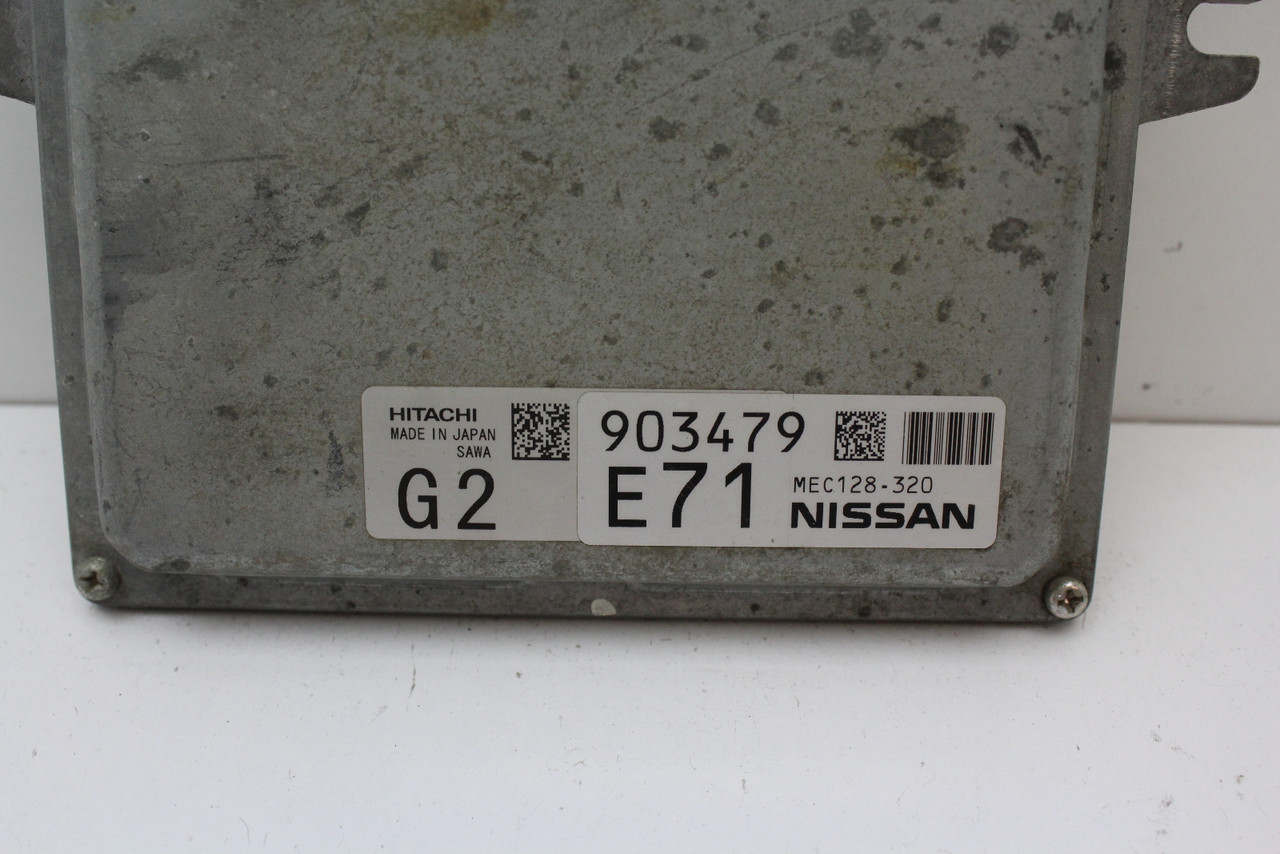 HITACHI
MADE IN JAPAN
SAWA
G2
903479
E71
MEC128-320
NISSAN